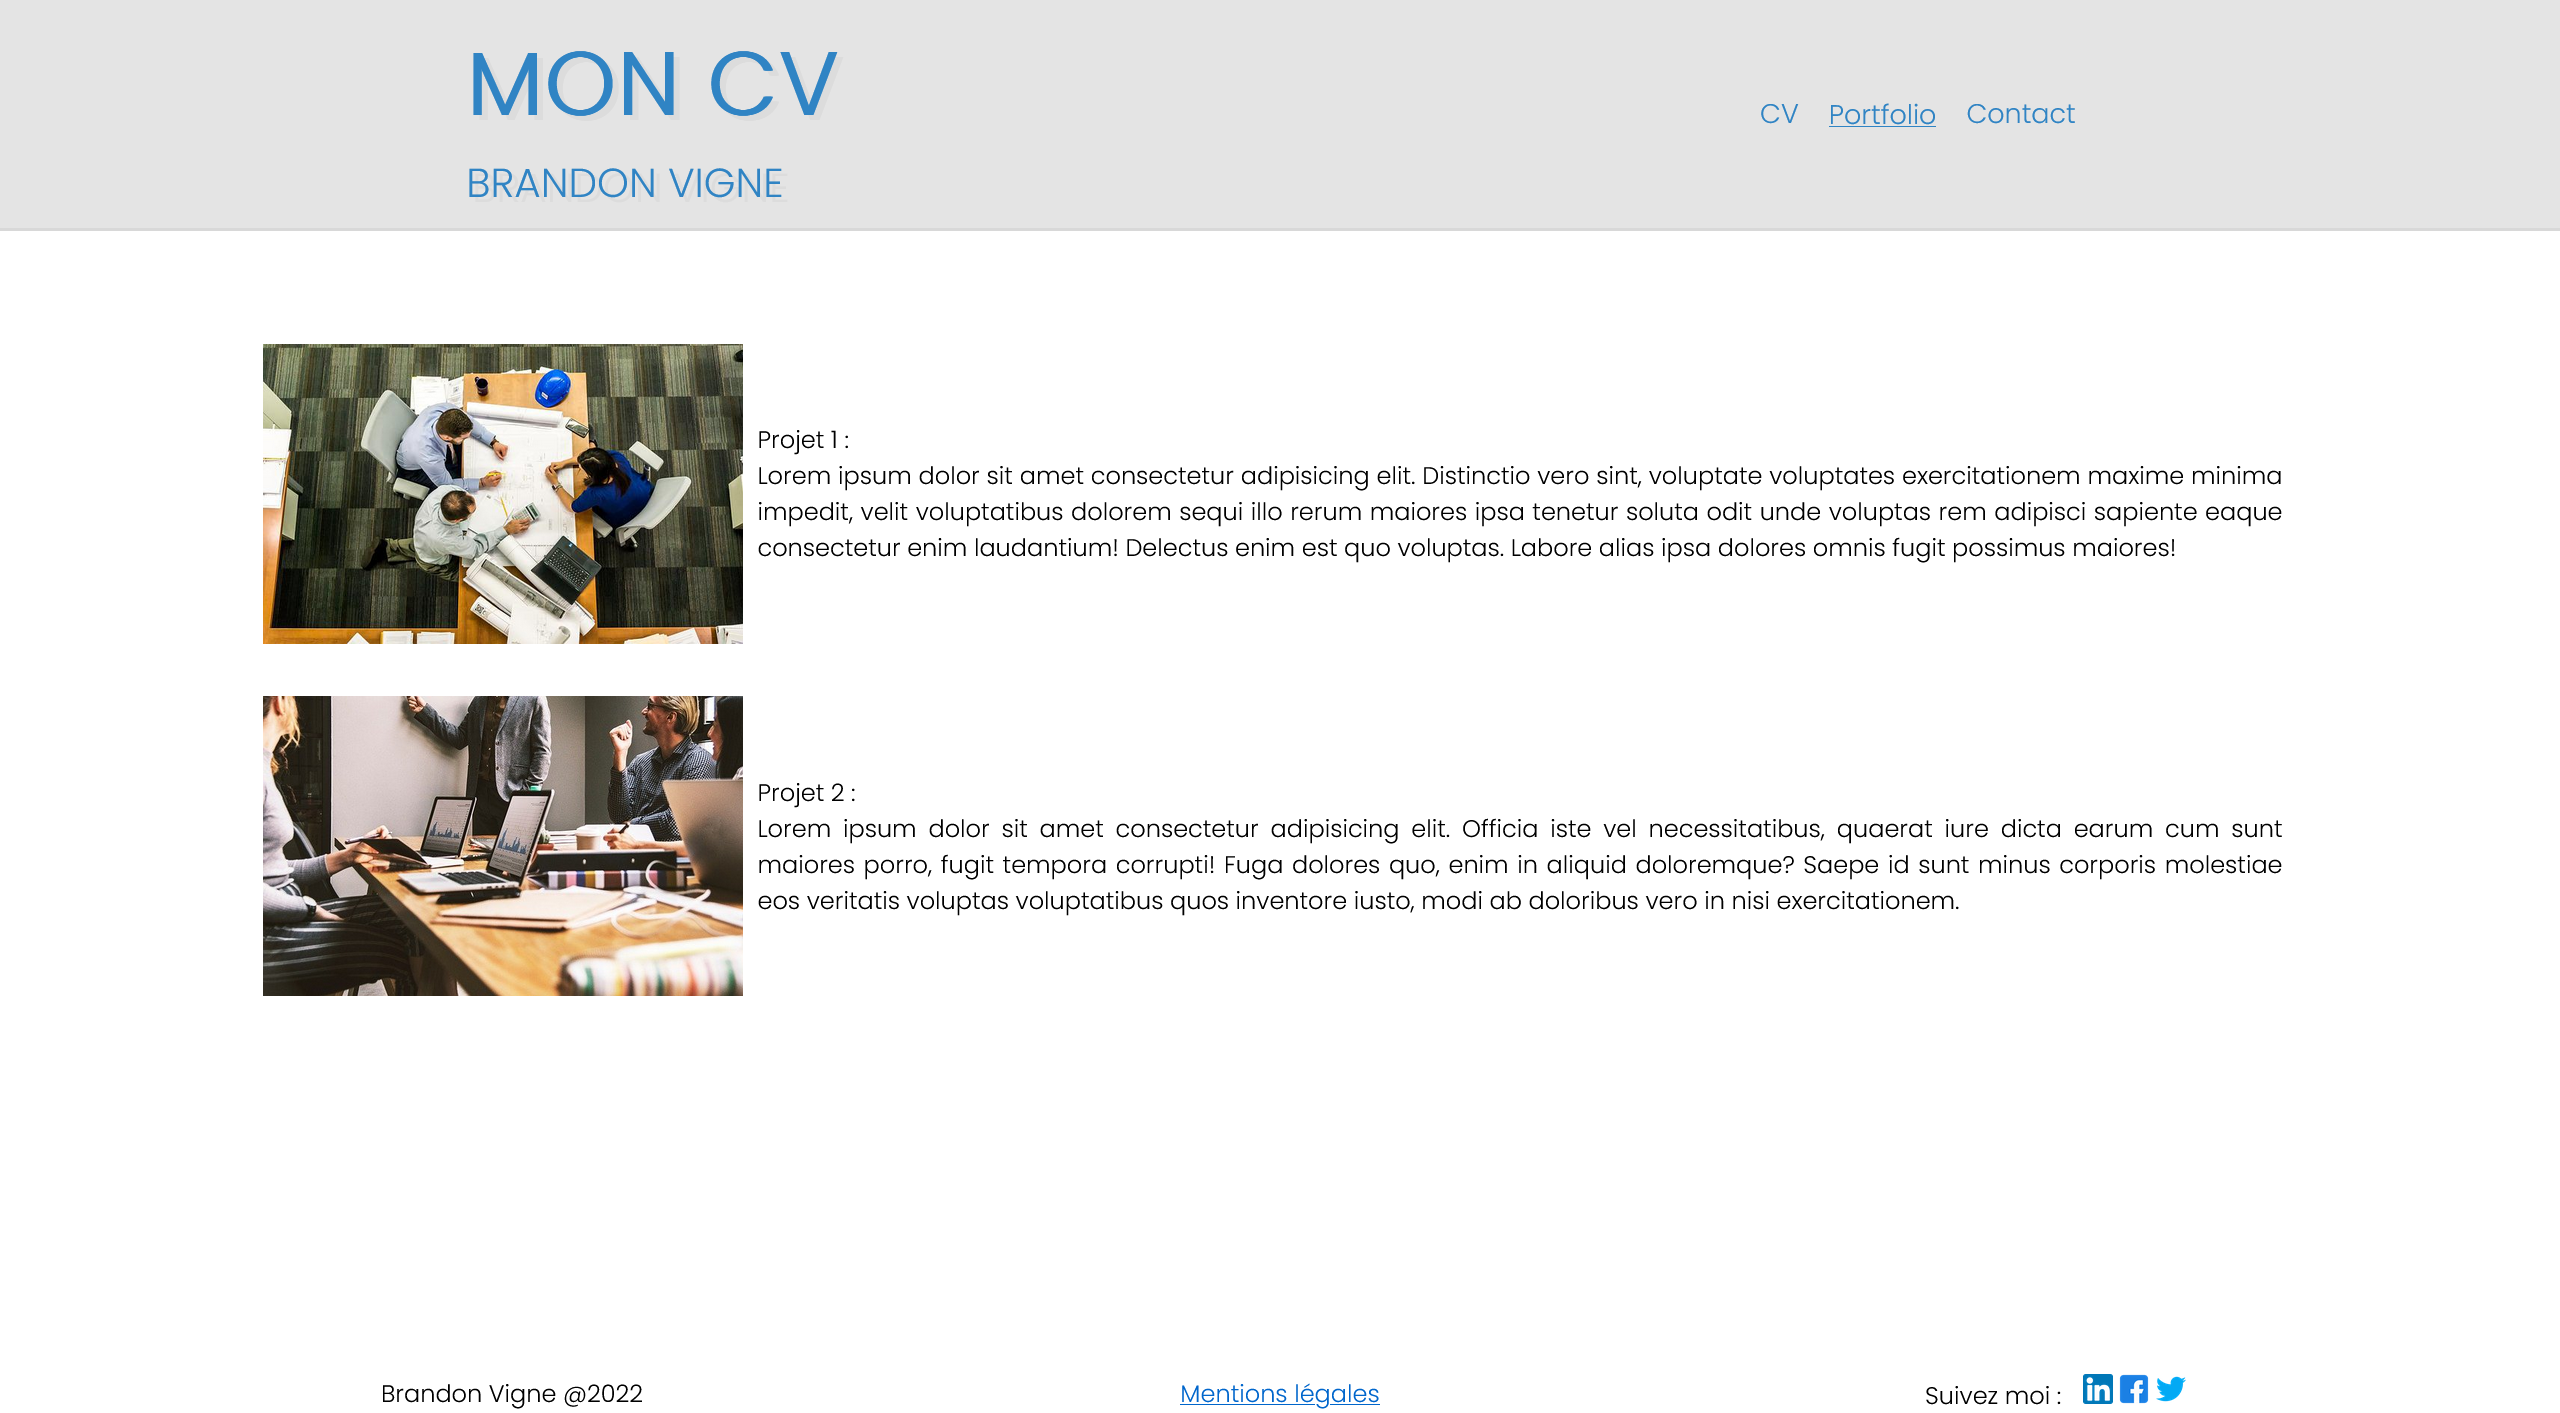 MON CV
BRANDON VIGNE
CV Portfolio Contact
Projet 1 :
Lorem ipsum dolor sit amet consectetur adipisicing elit. Distinctio vero sint, voluptate voluptates exercitationem maxime minima
impedit, velit voluptatibus dolorem sequi illo rerum maiores ipsa tenetur soluta odit unde voluptas rem adipisci sapiente eaque
consectetur enim laudantium! Delectus enim est quo voluptas. Labore alias ipsa dolores omnis fugit possimus maiores!
Projet 2 :
Lorem ipsum dolor sit amet consectetur adipisicing elit. Officia iste vel necessitatibus, quaerat iure dicta earum cum sunt
maiores porro, fugit tempora corrupti! Fuga dolores quo, enim in aliquid doloremque? Saepe id sunt minus corporis molestiae
eos veritatis voluptas voluptatibus quos inventore iusto, modi ab doloribus vero in nisi exercitationem.
Brandon Vigne @2022
Mentions légales
Suivez moi :